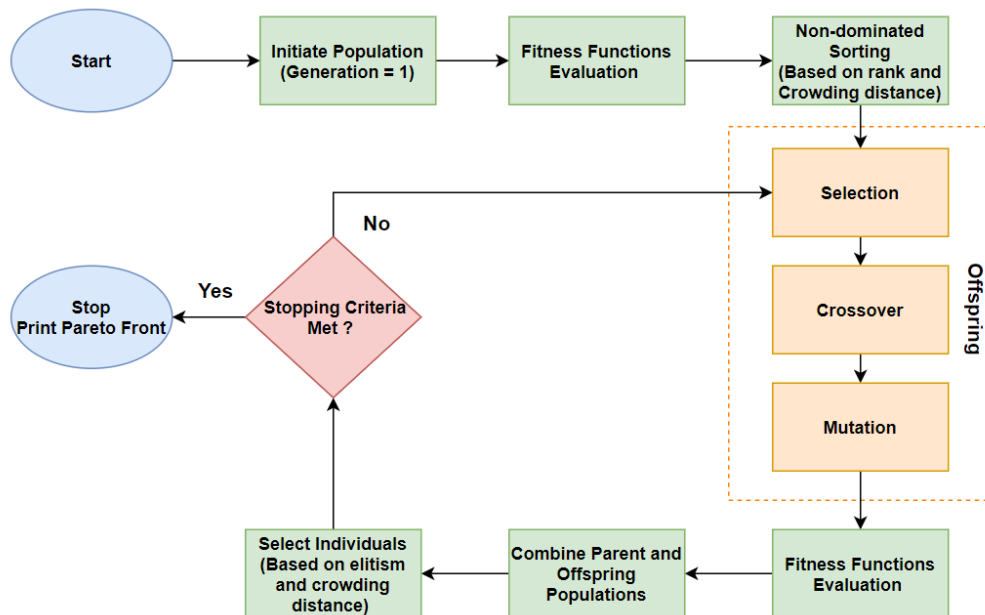 Start
Initiate Population
(Generation = 1)
Fitness Functions
Evaluation
Non-dominated
Sorting
(Based on rank and
Crowding distance)
Selection
Crossover
Mutation
Offspring
Fitness Functions
Evaluation
Combine Parent and
Offspring
Populations
Select Individuals
(Based on elitism
and crowding
distance)
Stopping Criteria
Met ?
No
Yes
Stop
Print Pareto Front